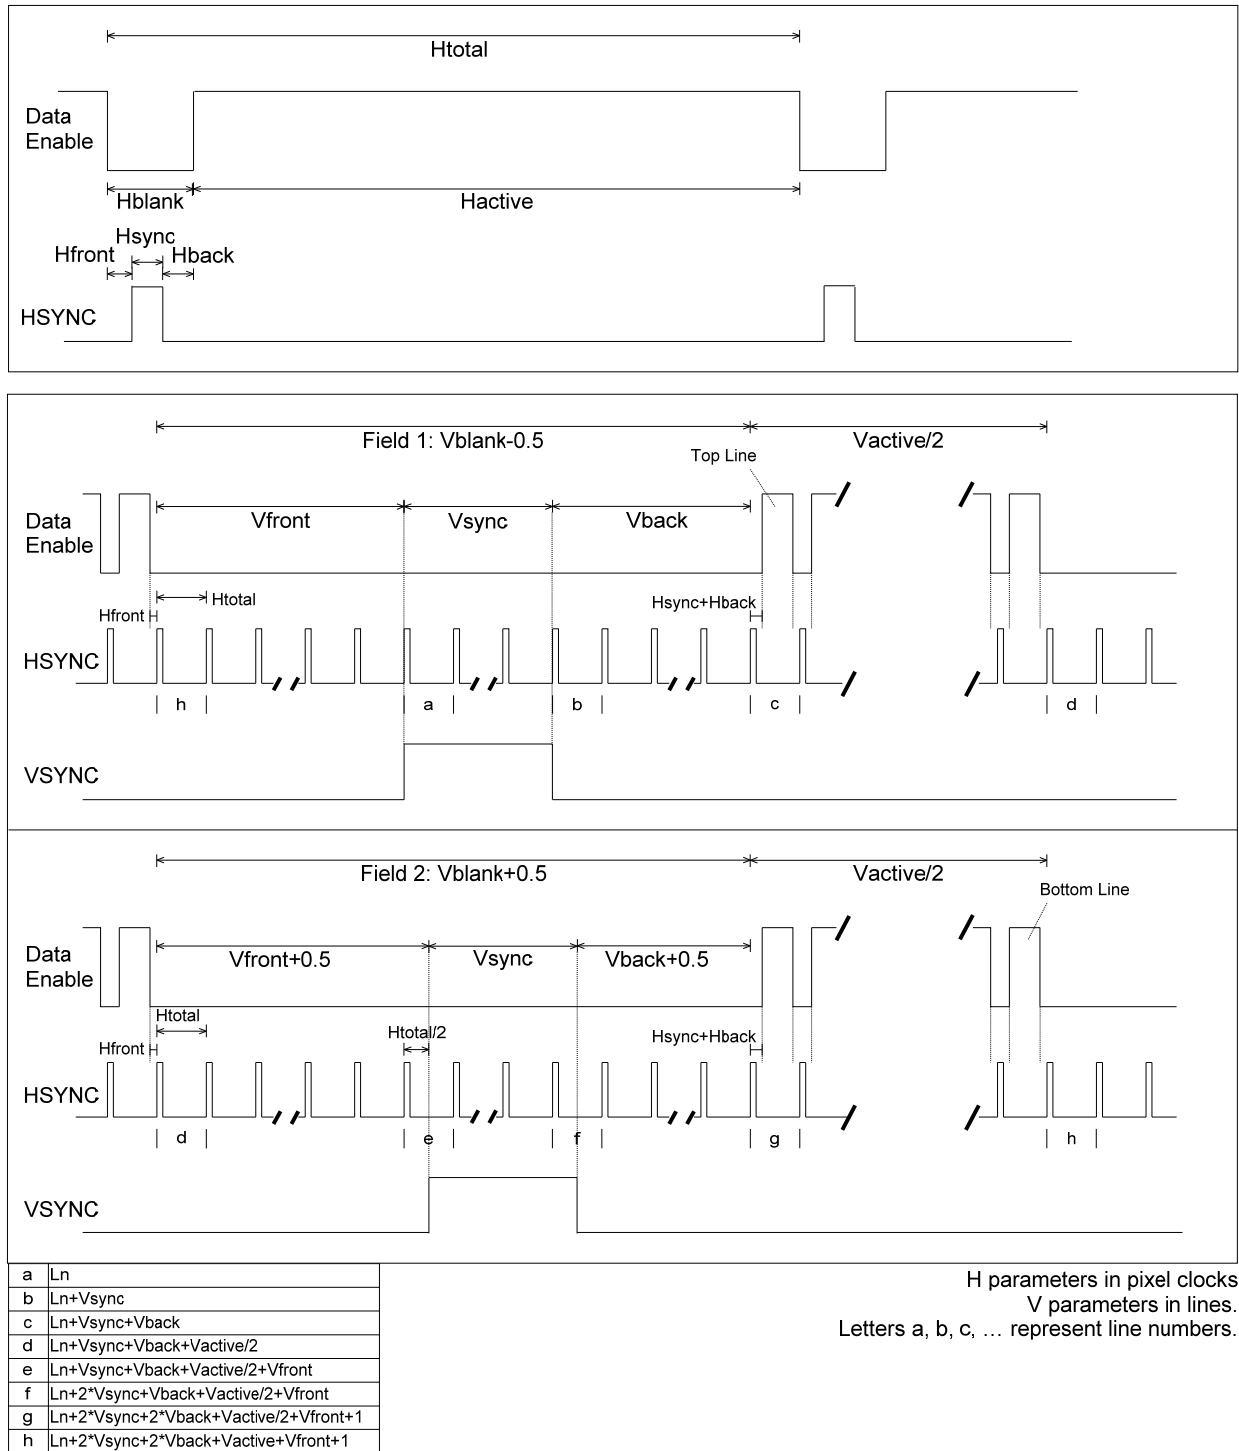 Htotal
Data
Enable
Hblank
Hactive
Hsync
Hfront
Hback
HSYNC
Field 1: Vblank-0.5
Vactive/2
Top Line
Data
Enable
Vfront
Vsync
Vback
Hfront
Htotal
Hsync+Hback
HSYNC
h
a
b
c
d
VSYNC
Field 2: Vblank+0.5
Vactive/2
Bottom Line
Data
Enable
Vfront+0.5
Vsync
Vback+0.5
Htotal
Htotal/2
Hfront
Hsync+Hback
HSYNC
d
e
f
g
h
VSYNC
a Ln
b Ln+Vsync
c Ln+Vsync+Vback
d Ln+Vsync+Vback+Vactive/2
e Ln+Vsync+Vback+Vactive/2+Vfront
f Ln+2*Vsync+Vback+Vactive/2+Vfront
g Ln+2*Vsync+2*Vback+Vactive/2+Vfront+1
h Ln+2*Vsync+2*Vback+Vactive+Vfront+1
H parameters in pixel clocks
V parameters in lines.
Letters a, b, c, … represent line numbers.